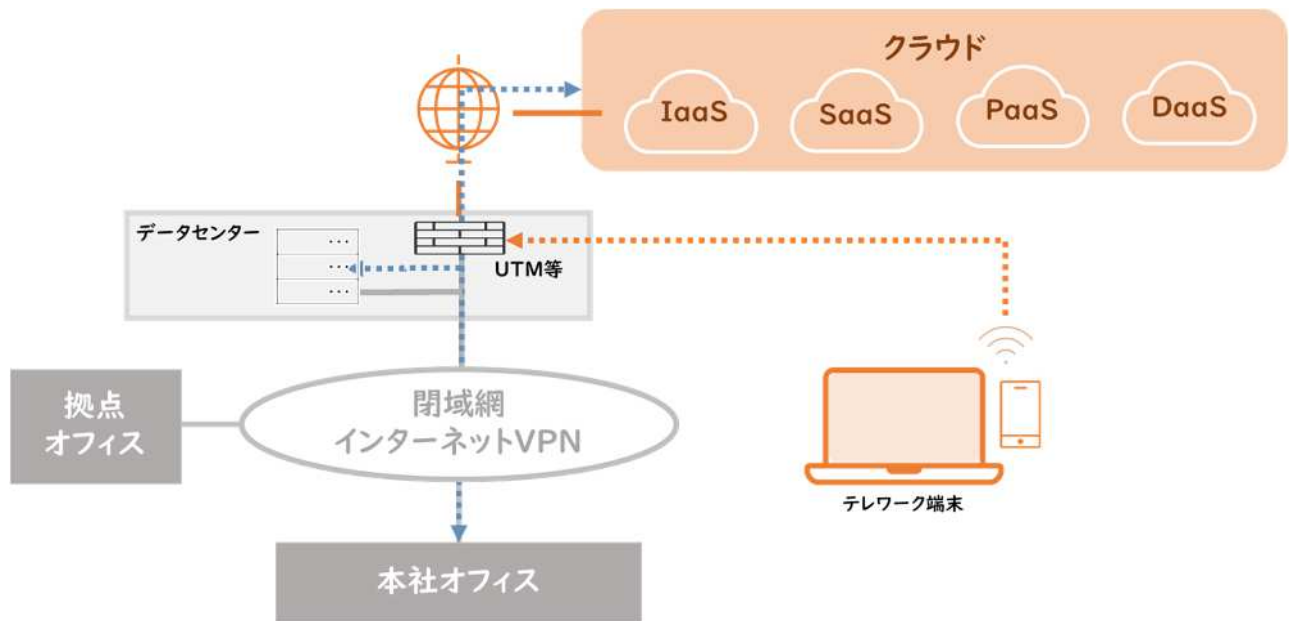 クラウド
IaaS
SaaS
PaaS
DaaS
データセンター
UTM等
拠点
オフィス
閉域網
インターネットVPN
テレワーク端末
本社オフィス